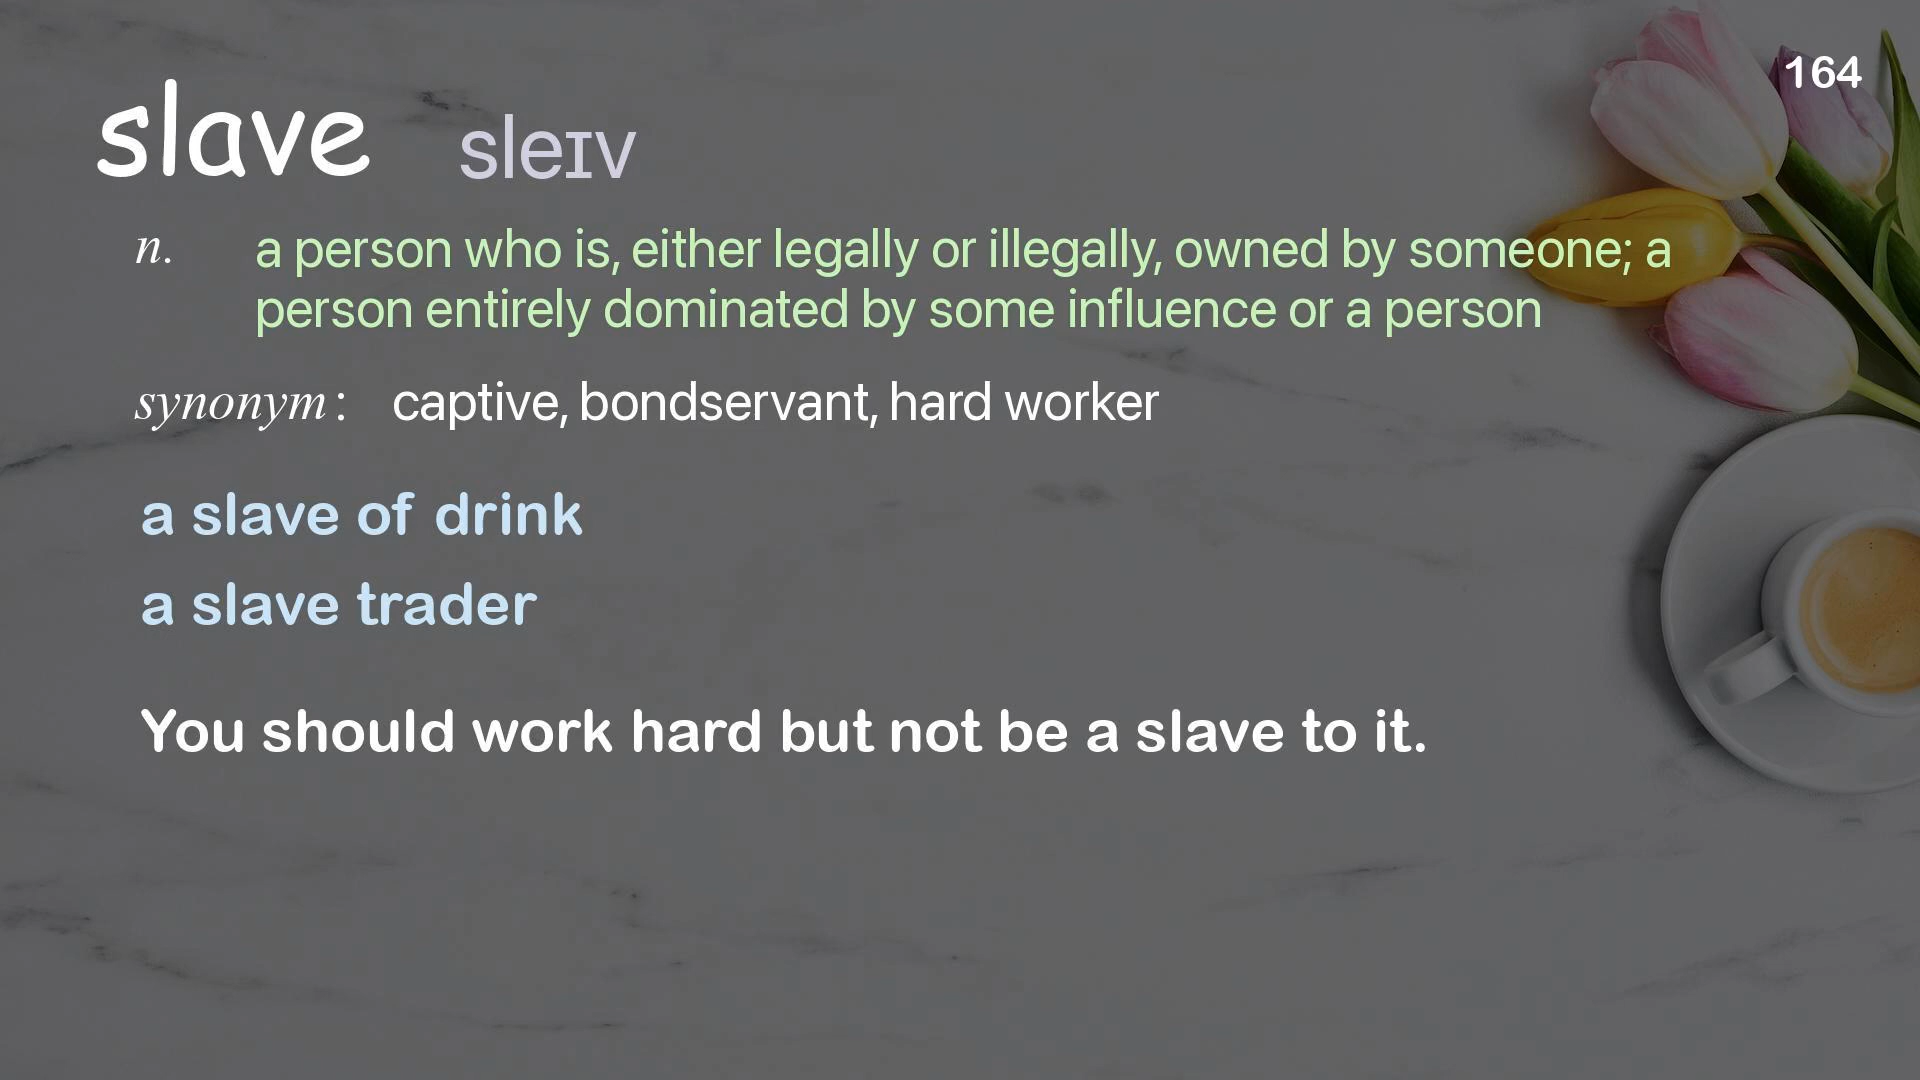 164
slave sleɪv
n. a person who is, either legally or illegally, owned by someone; a
person entirely dominated by some influence or a person
synonym : captive, bondservant, hard worker
a slave of drink
a slave trader
You should work hard but not be a slave to it.